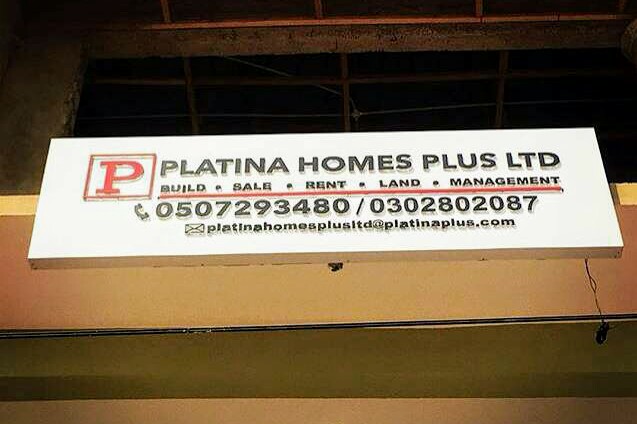 P PLATINA HOMES PLUS LTD
BUILD • SALE • RENT • LAND • MANAGEMENT
0507293480 / 0302802087
platinahomesplusltd@platinaplus.com